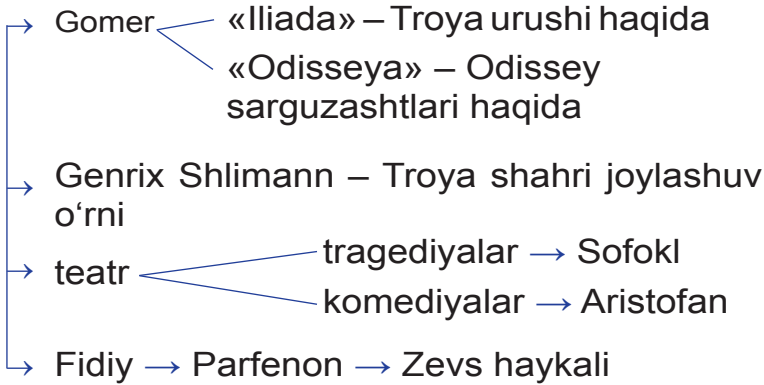 Gomer
«Iliada» – Troya urushi haqida
«Odisseya» – Odissey
sarguzashtlari haqida
Genrix Shlimann – Troya shahri joylashuv
o‘rni
teatr
tragediyalar → Sofokl
komediyalar → Aristofan
Fidiy → Parfenon → Zevs haykali